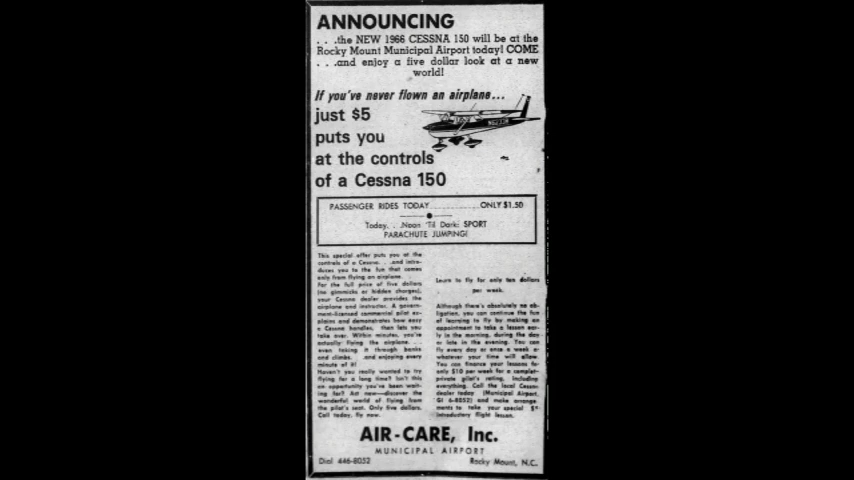 ANNOUNCING
. . .the NEW 1966 CESSNA 150 will be at the
Rocky Mount Municipal Airport today! COME
. . .and enjoy a five dollar look at a new
world!
If you've never flown an airplane...
just $5
puts you
at the controls
of a Cessna 150
PASSENGER RIDES TODAY ONLY $1.50
Today. . .Noon 'Til Dark: SPORT
PARACHUTE JUMPING!
This special offer puts you at the
controls of a Cessna. . .and intro-
duces you to the fun that comes
only from flying an airplane.
For the full price of five dollars
(no gimmicks or hidden charges),
your Cessna dealer provides the
airplane and instructor. A govern-
ment-licensed commercial pilot ex-
plains and demonstrates how easy
a Cessna handles, then lets you
take over. Within minutes, you're
actually flying the airplane. . .
even taking it through banks
and climbs. .and enjoying every
minute of it!
Haven't you really wanted to try
flying for a long time? Isn't this
an opportunity you've been wait-
ing for? Act now—discover the
wonderful world of flying from
the pilot's seat. Only five dollars.
Call today, fly now.
Learn to fly for only ten dollars
per week.
Although there's absolutely no ob-
ligation, you can continue the fun
of learning to fly by making an
appointment to take a lesson ear-
ly in the morning, during the day
or late in the evening. You can
fly every day or once a week
whatever your time will allow.
You can finance your lessons fo-
only $10 per week for a complet-
private pilot's rating, including
everything. Call the local Cessn-
dealer today (Municipal Airport,
GI 6-8052) and make arrange-
ments to take your special $5
introductory flight lesson.
AIR-CARE, Inc.
MUNICIPAL AIRPORT
Dial 446-8052 Rocky Mount, N.C.